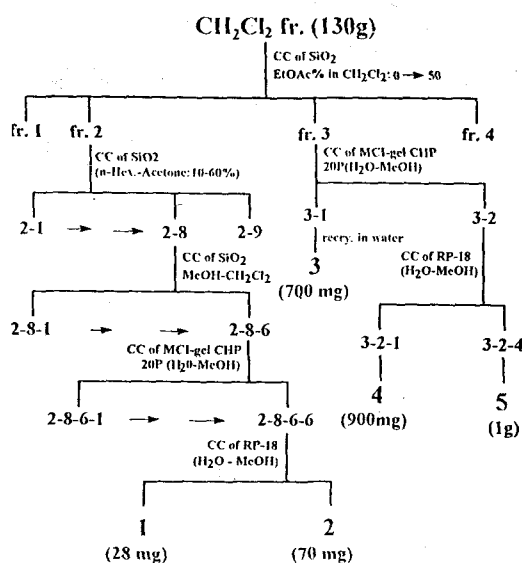 CH₂Cl₂ fr. (130g)
CC of SiO₂
EtOAc% in CH₂Cl₂: 0 → 50
fr. 1 fr. 2 fr. 3 fr. 4
CC of SiO2
(n-Hex.-Acetone:10-60%)
CC of MCI-gel CHP
20P(H₂O-MeOH)
2-1 → → 2-8 2-9
3-1 3-2
CC of SiO₂
MeOH-CH₂Cl₂
recry. in water
3
(700 mg)
CC of RP-18
(H₂O-MeOH)
2-8-1 → → 2-8-6
3-2-1 3-2-4
CC of MCI-gel CHP
20P (H₂0-MeOH)
4 5
(900mg) (1g)
2-8-6-1 → → 2-8-6-6
CC of RP-18
(H₂O - MeOH)
1 2
(28 mg) (70 mg)